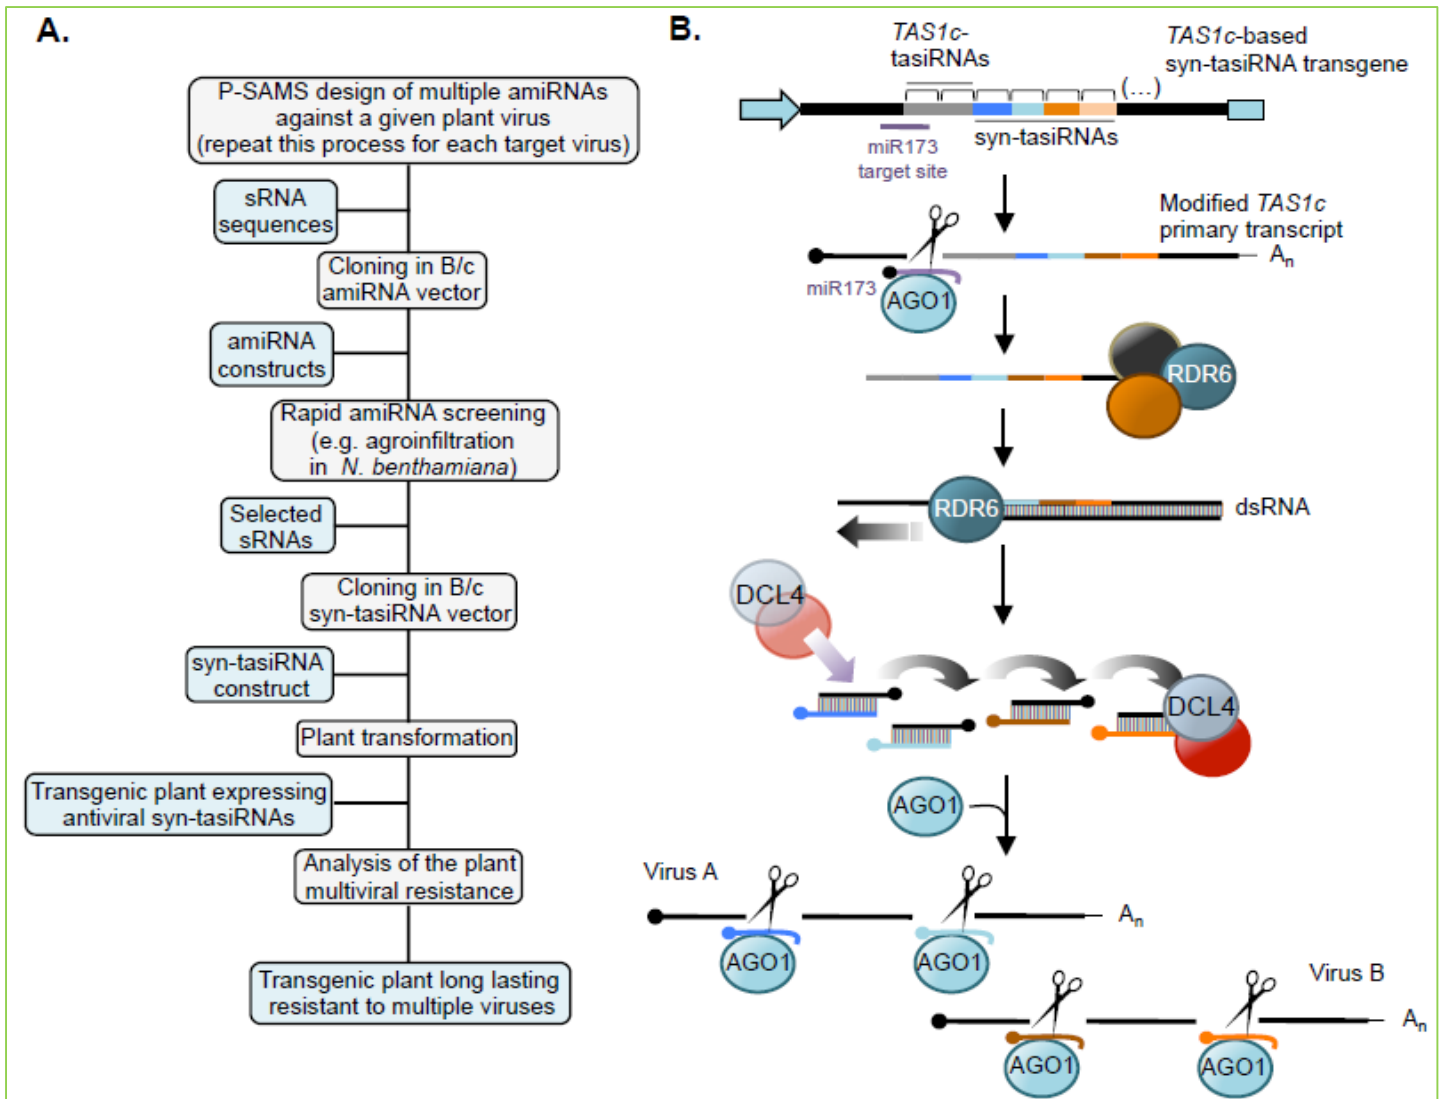 A.
P-SAMS design of multiple amiRNAs
against a given plant virus
(repeat this process for each target virus)
sRNA
sequences
Cloning in B/c
amiRNA vector
amiRNA
constructs
Rapid amiRNA screening
(e.g. agroinfiltration
in N. benthamiana)
Selected
sRNAs
Cloning in B/c
syn-tasiRNA vector
syn-tasiRNA
construct
Plant transformation
Transgenic plant expressing
antiviral syn-tasiRNAs
Analysis of the plant
multiviral resistance
Transgenic plant long lasting
resistant to multiple viruses
B.
TAS1c-
tasiRNAs
TAS1c-based
syn-tasiRNA transgene
(...)
syn-tasiRNAs
miR173
target site
Modified TAS1c
primary transcript
An
miR173
AGO1
RDR6
RDR6
dsRNA
DCL4
DCL4
AGO1
Virus A
An
AGO1
AGO1
Virus B
An
AGO1
AGO1